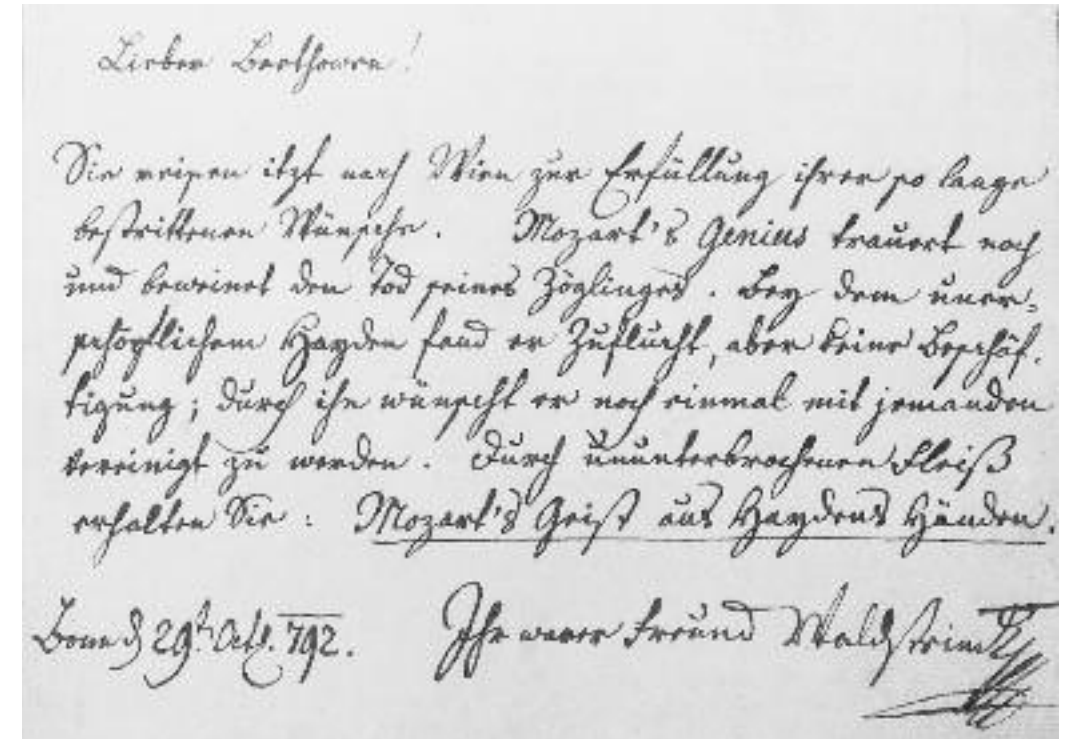 Lieber Beethowen!
Sie reisen itzt nach Wien zur Erfüllung ihrer so lange
bestrittenen Wünsche. Mozart's Genius trauert noch
und beweinet den Tod seines Zöglinges. Bey dem uner-
schöpflichem Hayden fand er Zuflucht, aber keine Beschäf-
tigung; durch ihn wünscht er noch einmal mit jemanden
vereinigt zu werden. Durch ununterbrochenen Fleiß
erhalten Sie: Mozart's Geist aus Haydens Händen.
Bonn d 29t. Oct. 792. Ihr warer Freund Waldstein